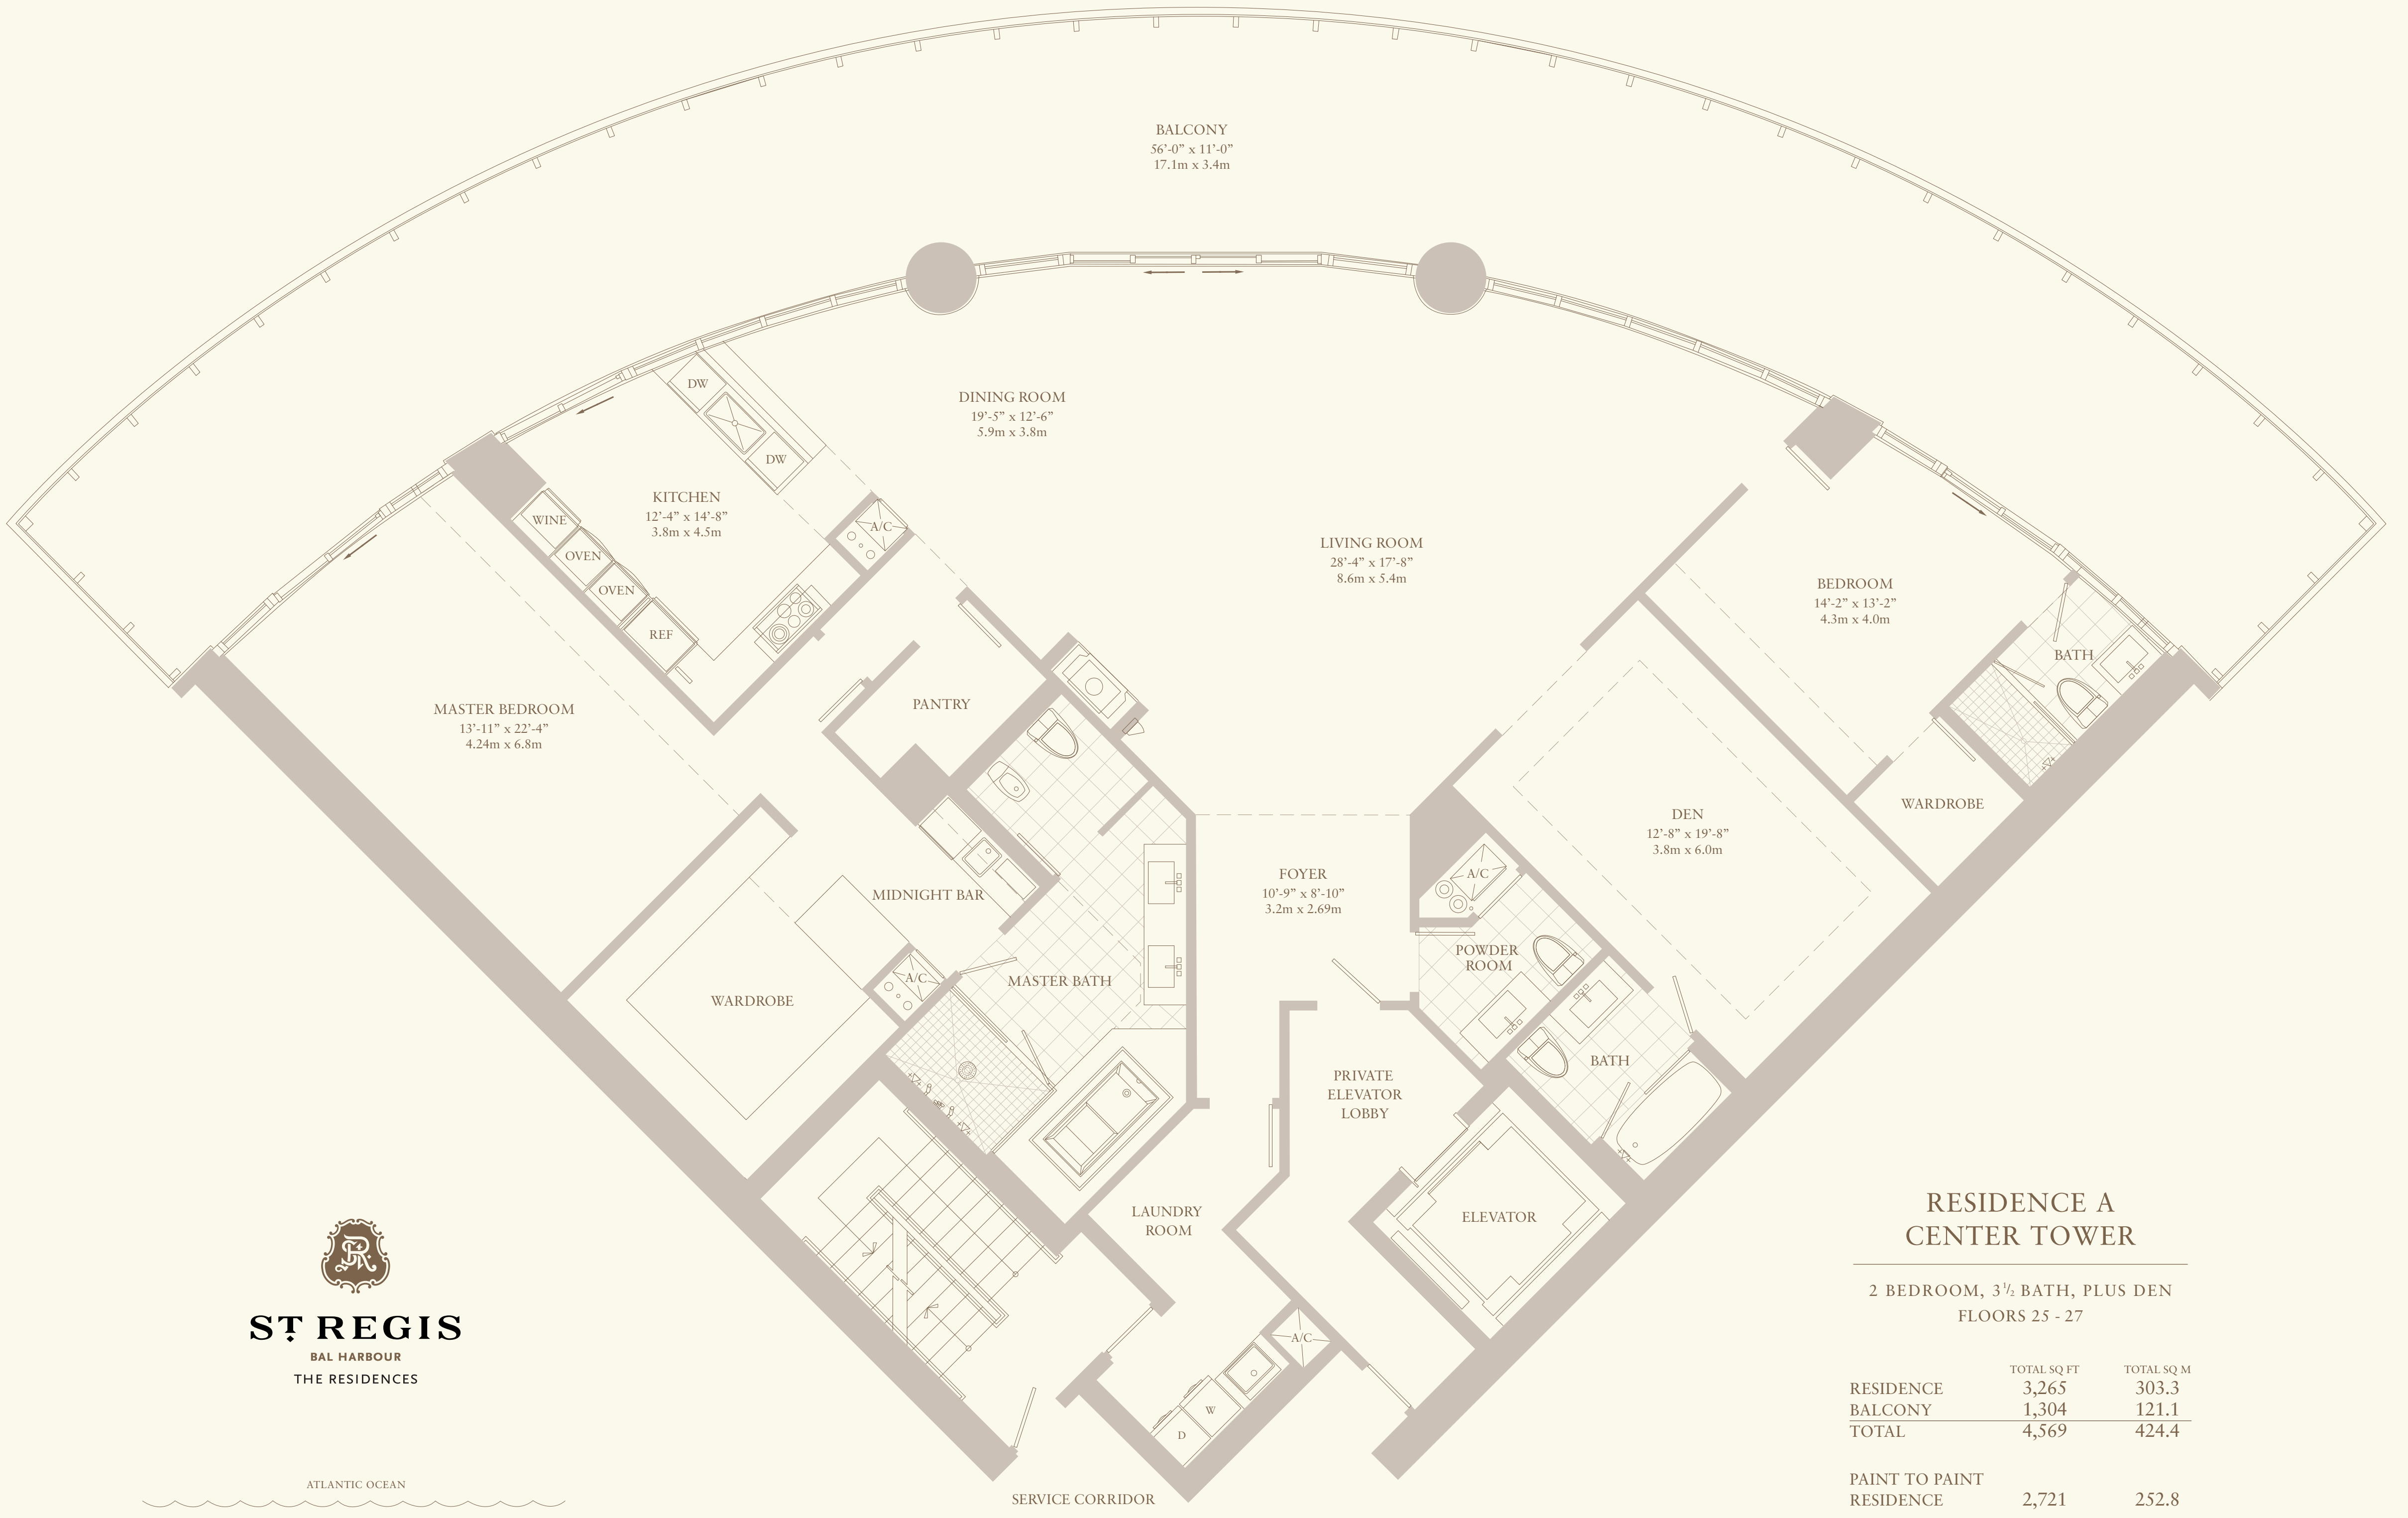 BALCONY
56’-0” x 11’-0”
17.1m x 3.4m
DW
DINING ROOM
19’-5” x 12’-6”
5.9m x 3.8m
DW
KITCHEN
12’-4” x 14’-8”
3.8m x 4.5m
WINE
A/C
OVEN
OVEN
REF
LIVING ROOM
28’-4” x 17’-8”
8.6m x 5.4m
BEDROOM
14’-2” x 13’-2”
4.3m x 4.0m
BATH
MASTER BEDROOM
13’-11” x 22’-4”
4.24m x 6.8m
PANTRY
WARDROBE
DEN
12’-8” x 19’-8”
3.8m x 6.0m
FOYER
10’-9” x 8’-10”
3.2m x 2.69m
A/C
MIDNIGHT BAR
POWDER
ROOM
A/C
MASTER BATH
WARDROBE
BATH
PRIVATE
ELEVATOR
LOBBY
LAUNDRY
ROOM
ELEVATOR
A/C
W
D
SERVICE CORRIDOR
SR
ST REGIS
BAL HARBOUR
THE RESIDENCES
ATLANTIC OCEAN
RESIDENCE A
CENTER TOWER
2 BEDROOM, 3 1/2 BATH, PLUS DEN
FLOORS 25 - 27
TOTAL SQ FT TOTAL SQ M
RESIDENCE 3,265 303.3
BALCONY 1,304 121.1
TOTAL 4,569 424.4
PAINT TO PAINT
RESIDENCE 2,721 252.8